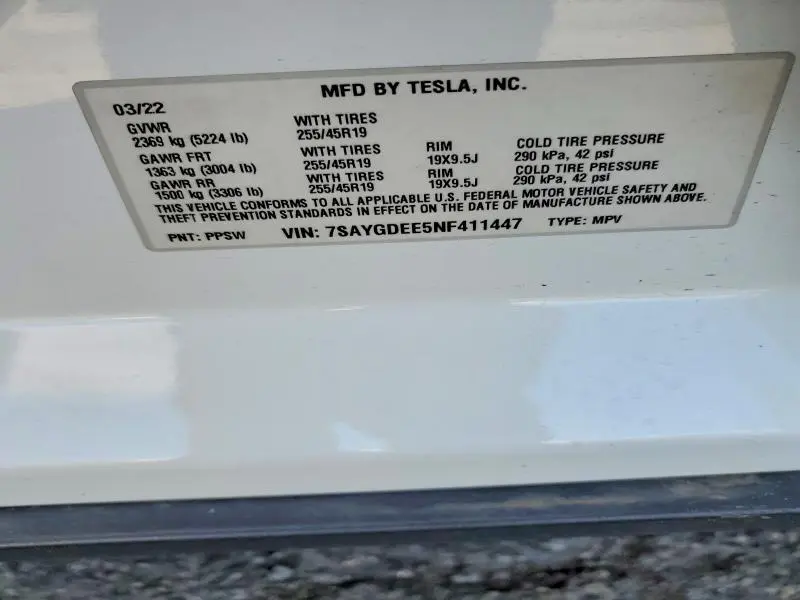 MFD BY TESLA, INC.
03/22
GVWR WITH TIRES
2369 kg (5224 lb) 255/45R19
GAWR FRT WITH TIRES RIM COLD TIRE PRESSURE
1363 kg (3004 lb) 255/45R19 19X9.5J 290 kPa, 42 psi
GAWR RR WITH TIRES RIM COLD TIRE PRESSURE
1500 kg (3306 lb) 255/45R19 19X9.5J 290 kPa, 42 psi
THIS VEHICLE CONFORMS TO ALL APPLICABLE U.S. FEDERAL MOTOR VEHICLE SAFETY AND
THEFT PREVENTION STANDARDS IN EFFECT ON THE DATE OF MANUFACTURE SHOWN ABOVE.
PNT: PPSW VIN: 7SAYGDEE5NF411447 TYPE: MPV